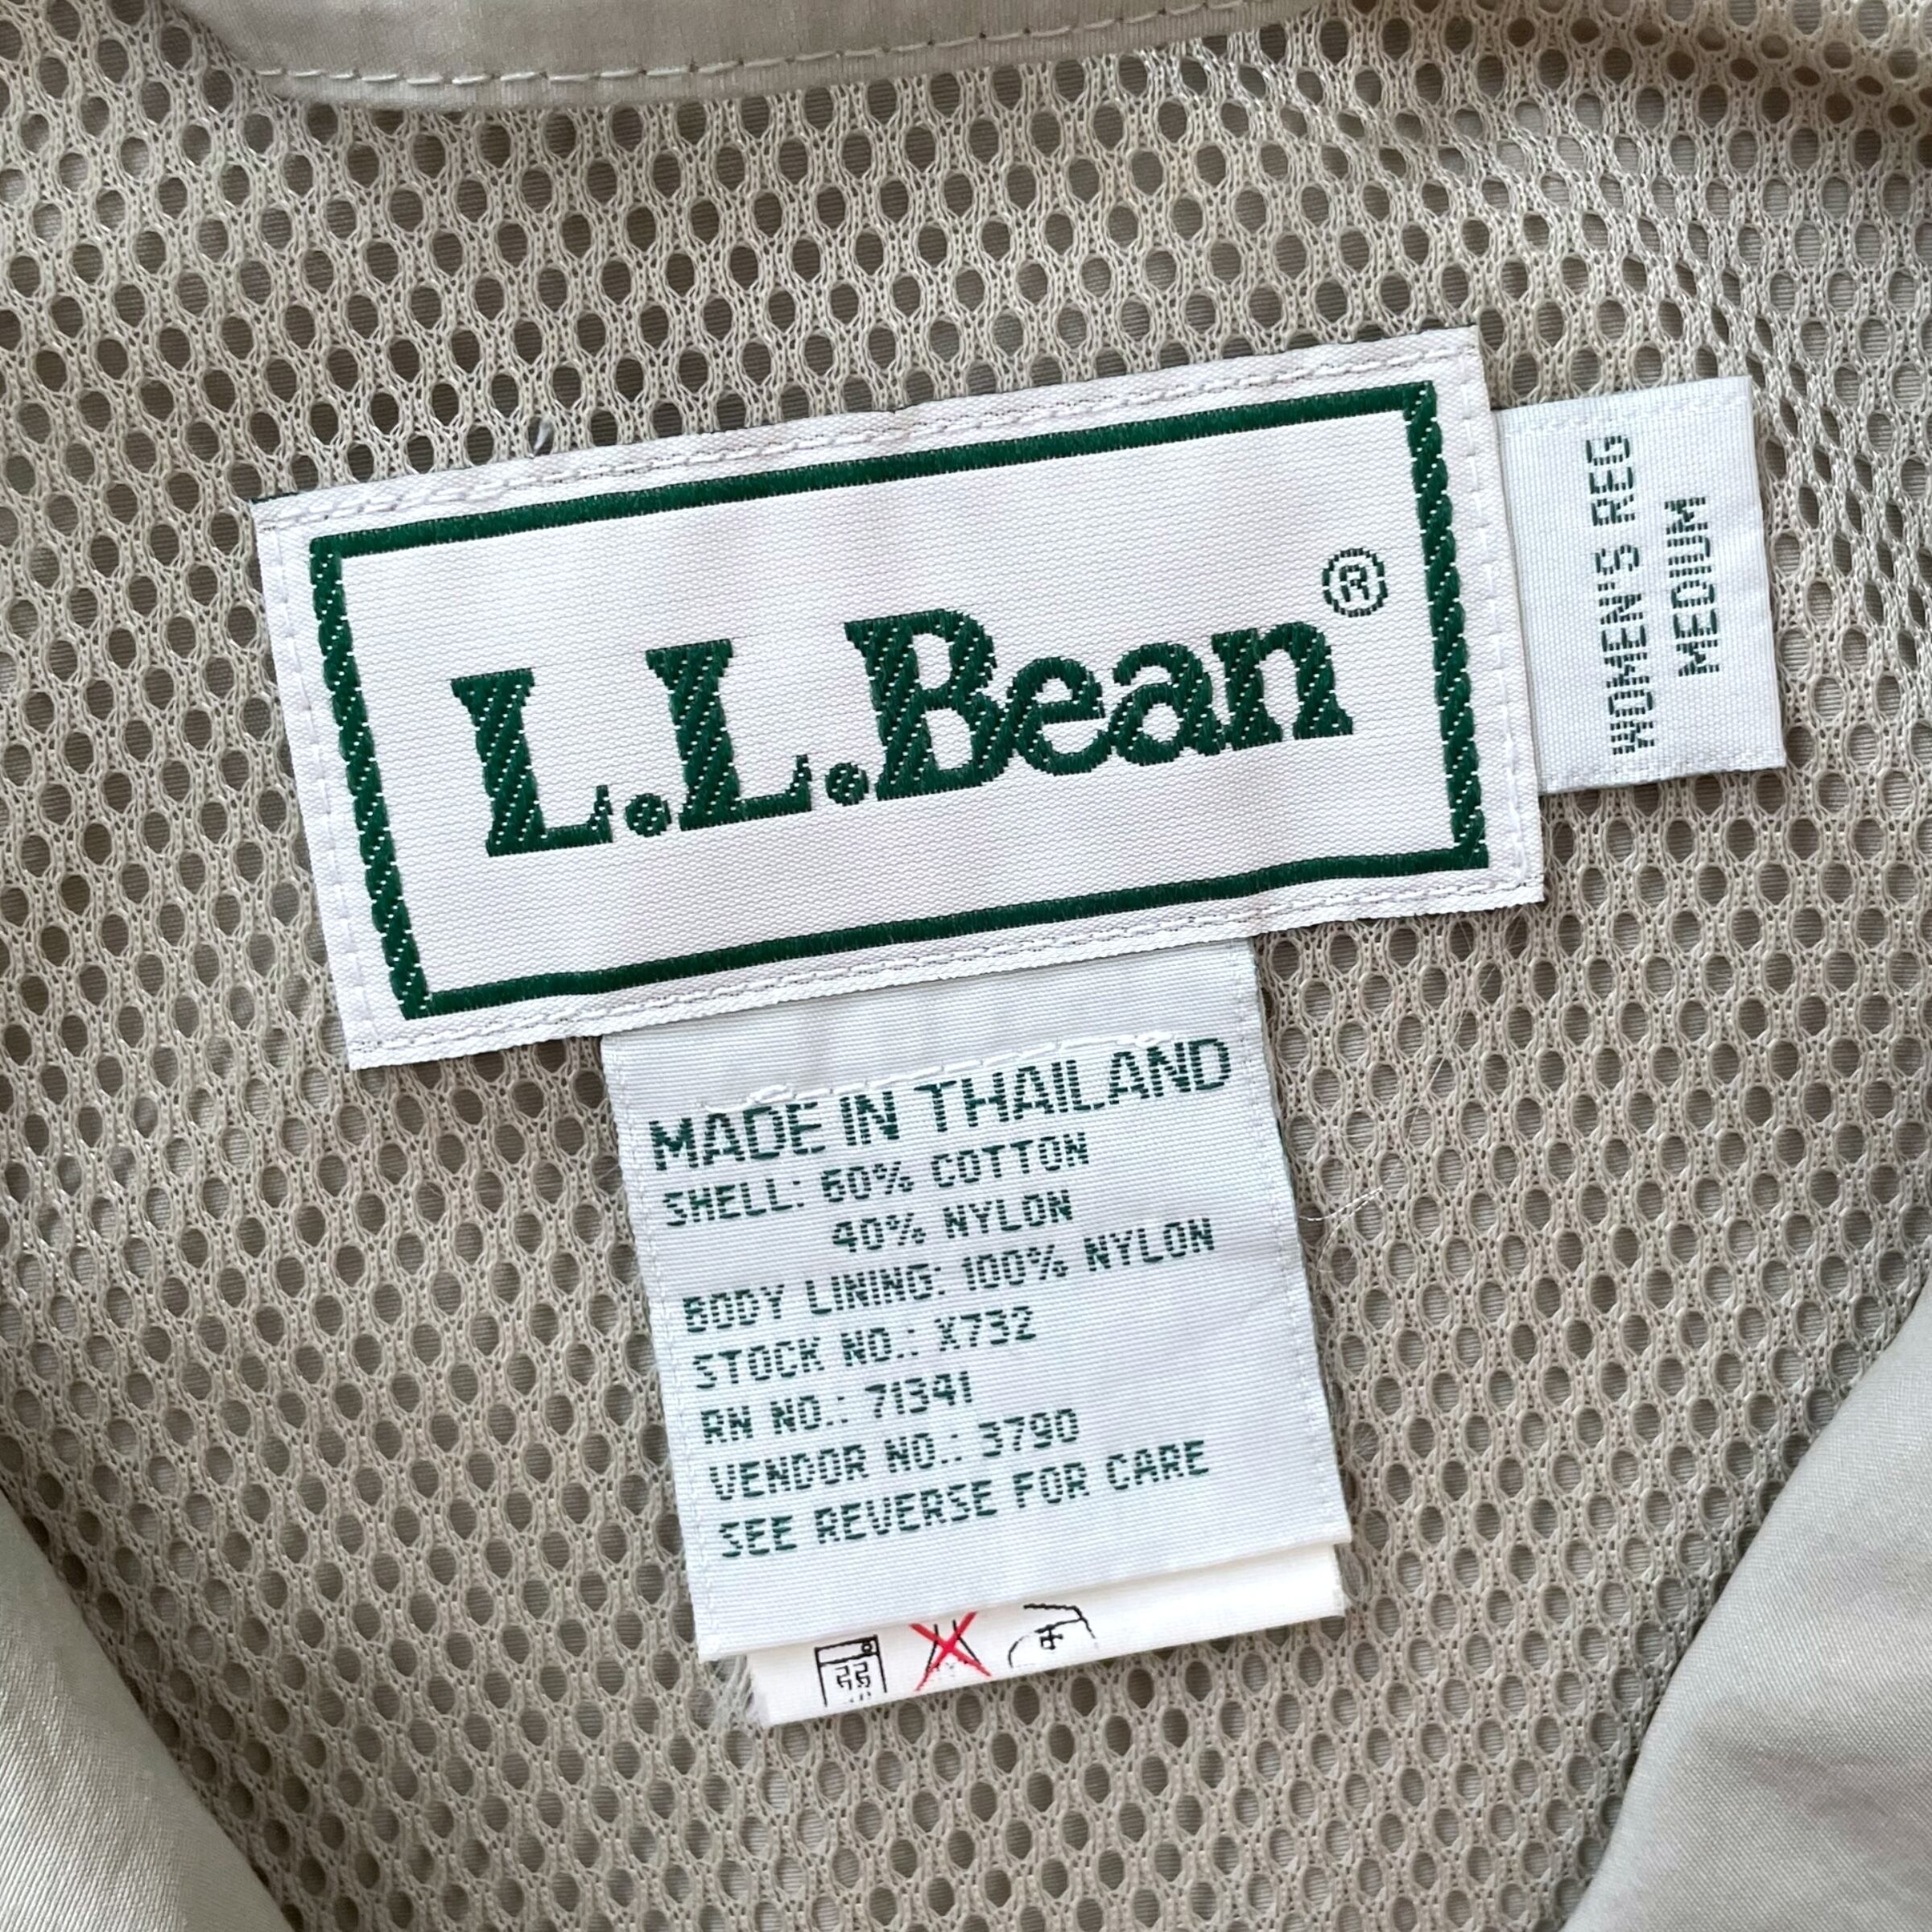 L.L.Bean®
WOMEN'S REG
MEDIUM
MADE IN THAILAND
SHELL: 60% COTTON
40% NYLON
BODY LINING: 100% NYLON
STOCK NO.: X732
RN NO.: 71341
VENDOR NO.: 3790
SEE REVERSE FOR CARE
中